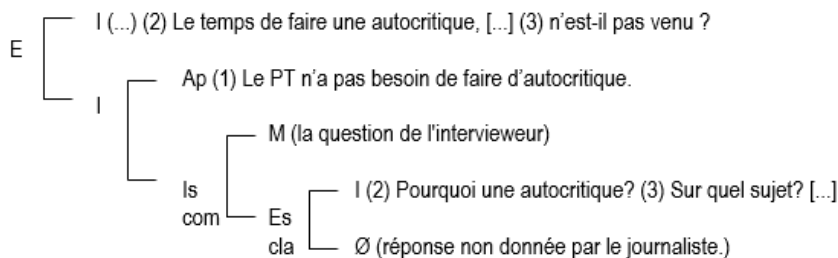 I (...) (2) Le temps de faire une autocritique, [...] (3) n'est-il pas venu ?
E
Ap (1) Le PT n'a pas besoin de faire d'autocritique.
I
M (la question de l'intervieweur)
Is
com
I (2) Pourquoi une autocritique? (3) Sur quel sujet? [...]
Es
cla
Ø (réponse non donnée par le journaliste.)